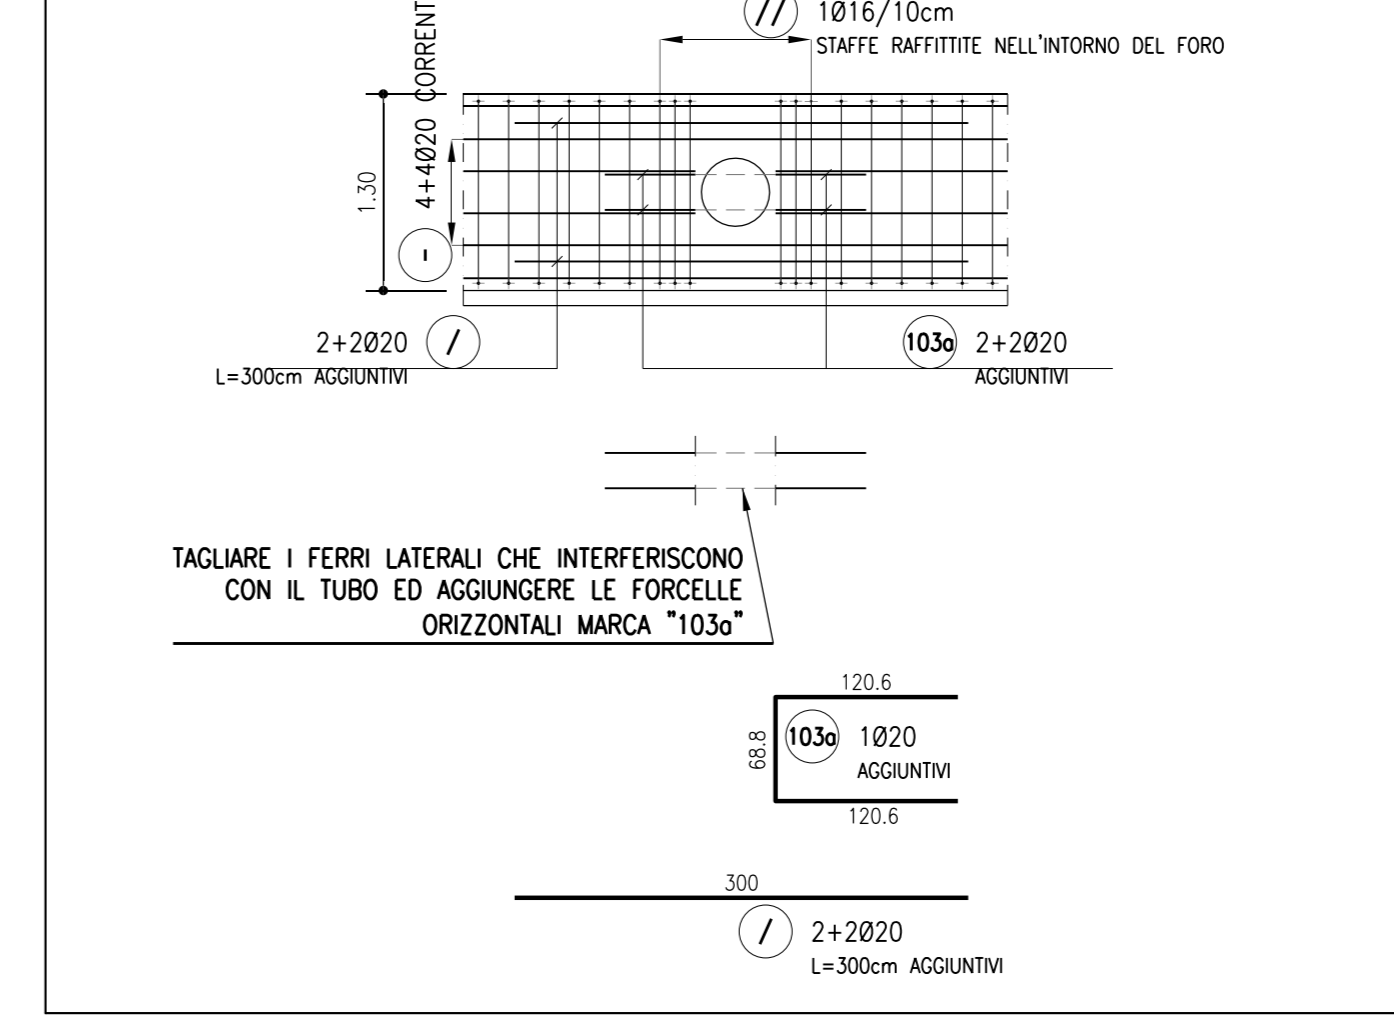 //
1Ø16/10cm
STAFFE RAFFITTITE NELL'INTORNO DEL FORO
4+4Ø20
1.30
-
2+2Ø20
/
L=300cm AGGIUNTIVI
103a
2+2Ø20
AGGIUNTIVI
TAGLIARE I FERRI LATERALI CHE INTERFERISCONO
CON IL TUBO ED AGGIUNGERE LE FORCELLE
ORIZZONTALI MARCA "103a"
120.6
68.8
103a
1Ø20
AGGIUNTIVI
120.6
300
/
2+2Ø20
L=300cm AGGIUNTIVI